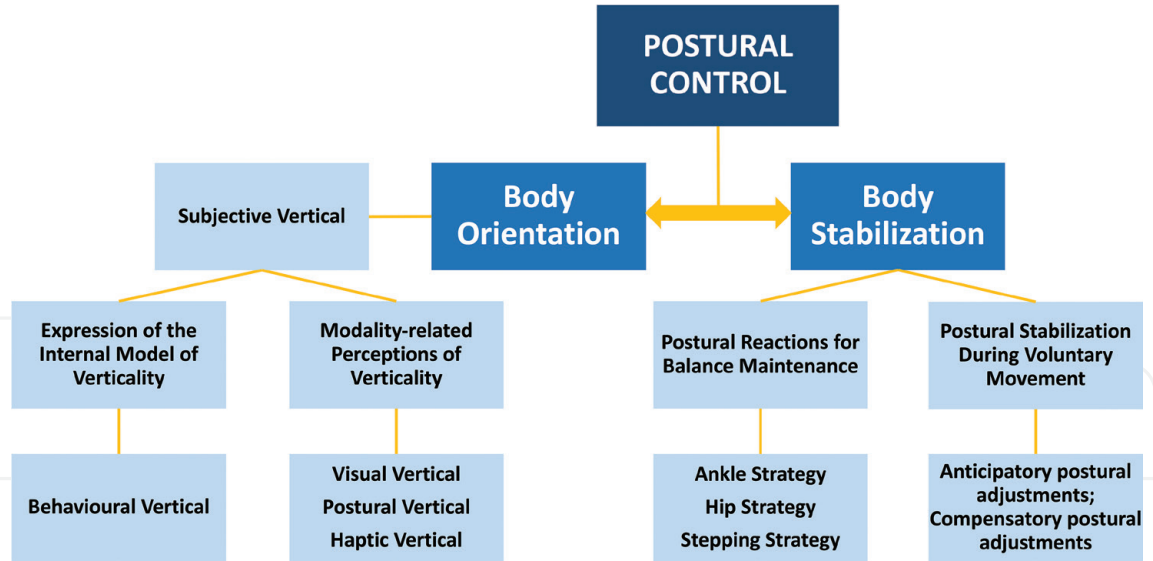 POSTURAL
CONTROL
Subjective Vertical
Body
Orientation
Body
Stabilization
Expression of the
Internal Model of
Verticality
Modality-related
Perceptions of
Verticality
Postural Reactions for
Balance Maintenance
Postural Stabilization
During Voluntary
Movement
Behavioural Vertical
Visual Vertical
Postural Vertical
Haptic Vertical
Ankle Strategy
Hip Strategy
Stepping Strategy
Anticipatory postural
adjustments;
Compensatory postural
adjustments